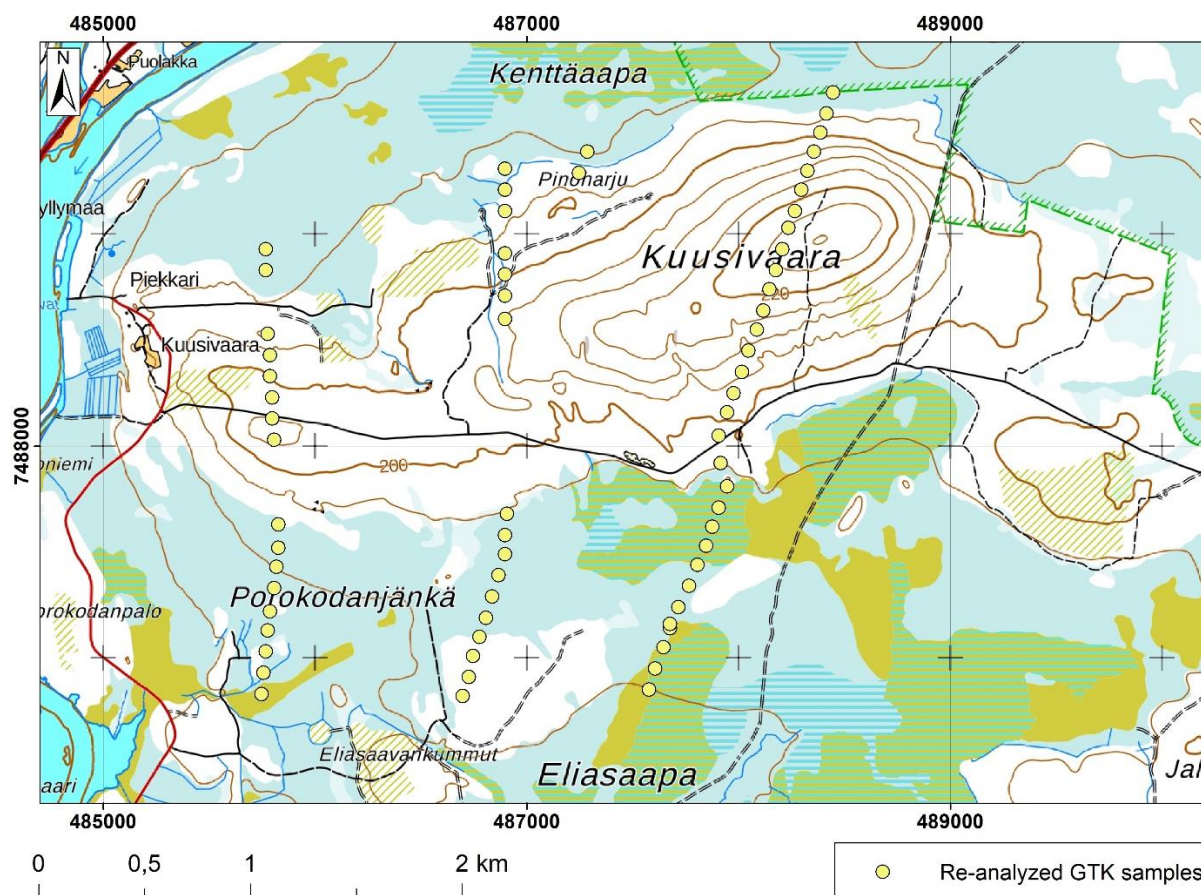 485000 487000 489000
N
Puolakka
Kenttäaapa
Pinoharju
yllymaa
Kuusivaara
Piekkari
220
Kuusivaara
7488000
oniemi
200
Porokodanjänkä
orokodanpalo
Eliasaavankummut
Eliasaapa
Jal
aari
485000 487000 489000
0 0,5 1 2 km
Re-analyzed GTK samples